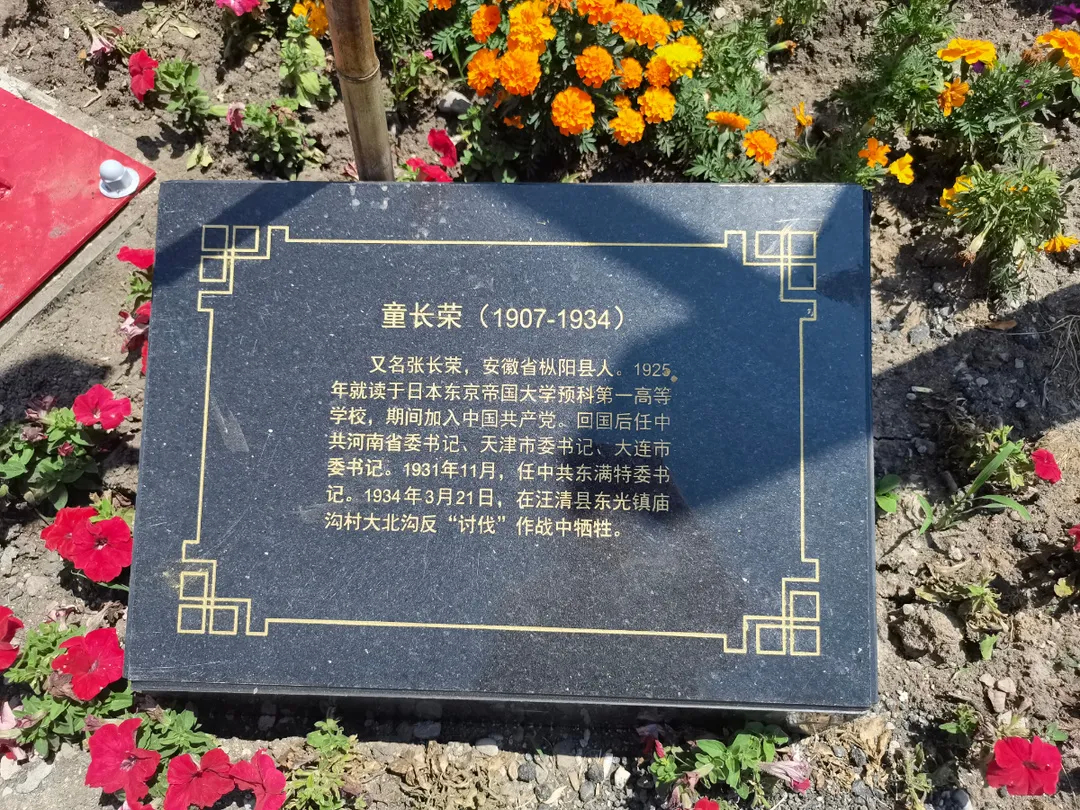 童长荣（1907-1934）
又名张长荣，安徽省枞阳县人。1925
年就读于日本东京帝国大学预科第一高等
学校，期间加入中国共产党。回国后任中
共河南省委书记、天津市委书记、大连市
委书记。1931年11月，任中共东满特委书
记。1934年3月21日，在汪清县东光镇庙
沟村大北沟反“讨伐”作战中牺牲。